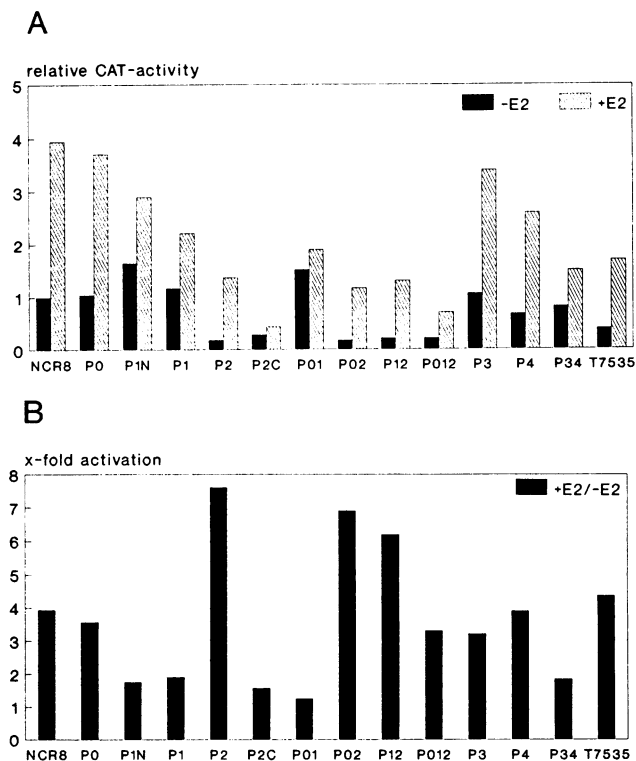 A
relative CAT-activity
-E2 +E2
5
4
3
2
1
0
NCR8 P0 P1N P1 P2 P2C P01 P02 P12 P012 P3 P4 P34 T7535
B
x-fold activation
+E2/-E2
8
7
6
5
4
3
2
1
0
NCR8 P0 P1N P1 P2 P2C P01 P02 P12 P012 P3 P4 P34 T7535